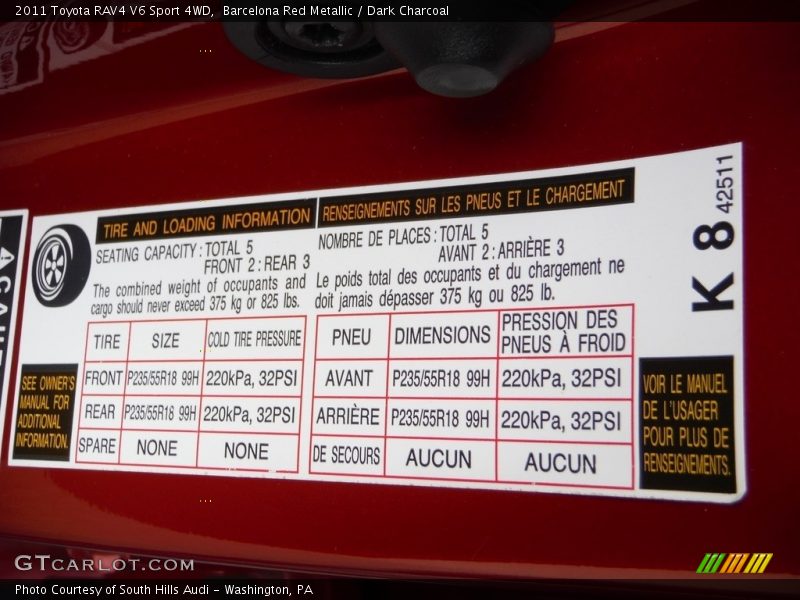 2011 Toyota RAV4 V6 Sport 4WD, Barcelona Red Metallic / Dark Charcoal
TIRE AND LOADING INFORMATION
SEATING CAPACITY : TOTAL 5
FRONT 2 : REAR 3
The combined weight of occupants and
cargo should never exceed 375 kg or 825 lbs.
TIRE SIZE COLD TIRE PRESSURE
FRONT P235/55R18 99H 220kPa, 32PSI
REAR P235/55R18 99H 220kPa, 32PSI
SPARE NONE NONE
SEE OWNER'S
MANUAL FOR
ADDITIONAL
INFORMATION.
RENSEIGNEMENTS SUR LES PNEUS ET LE CHARGEMENT
NOMBRE DE PLACES : TOTAL 5
AVANT 2 : ARRIÈRE 3
Le poids total des occupants et du chargement ne
doit jamais dépasser 375 kg ou 825 lb.
PNEU DIMENSIONS PRESSION DES
PNEUS À FROID
AVANT P235/55R18 99H 220kPa, 32PSI
ARRIÈRE P235/55R18 99H 220kPa, 32PSI
DE SECOURS AUCUN AUCUN
VOIR LE MANUEL
DE L'USAGER
POUR PLUS DE
RENSEIGNEMENTS.
K 8 42511
GTCARLOT.COM
Photo Courtesy of South Hills Audi - Washington, PA